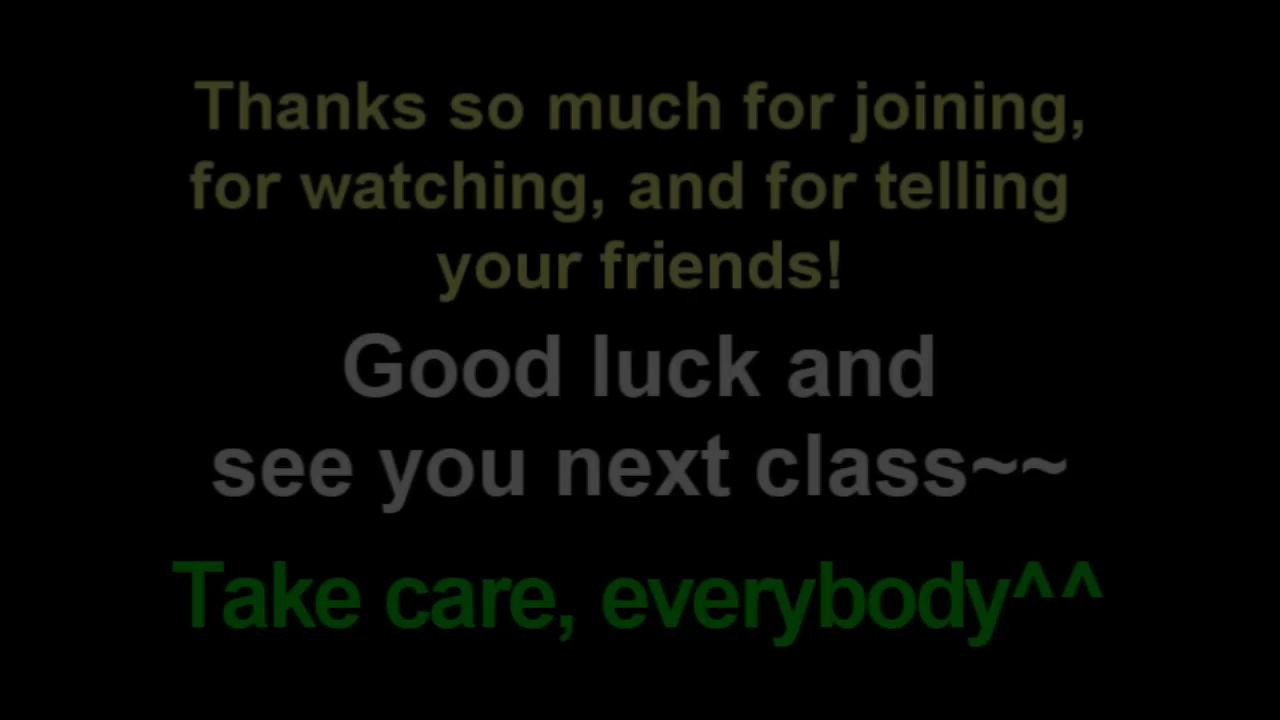 Thanks so much for joining,
for watching, and for telling
your friends!
Good luck and
see you next class~~
Take care, everybody^^